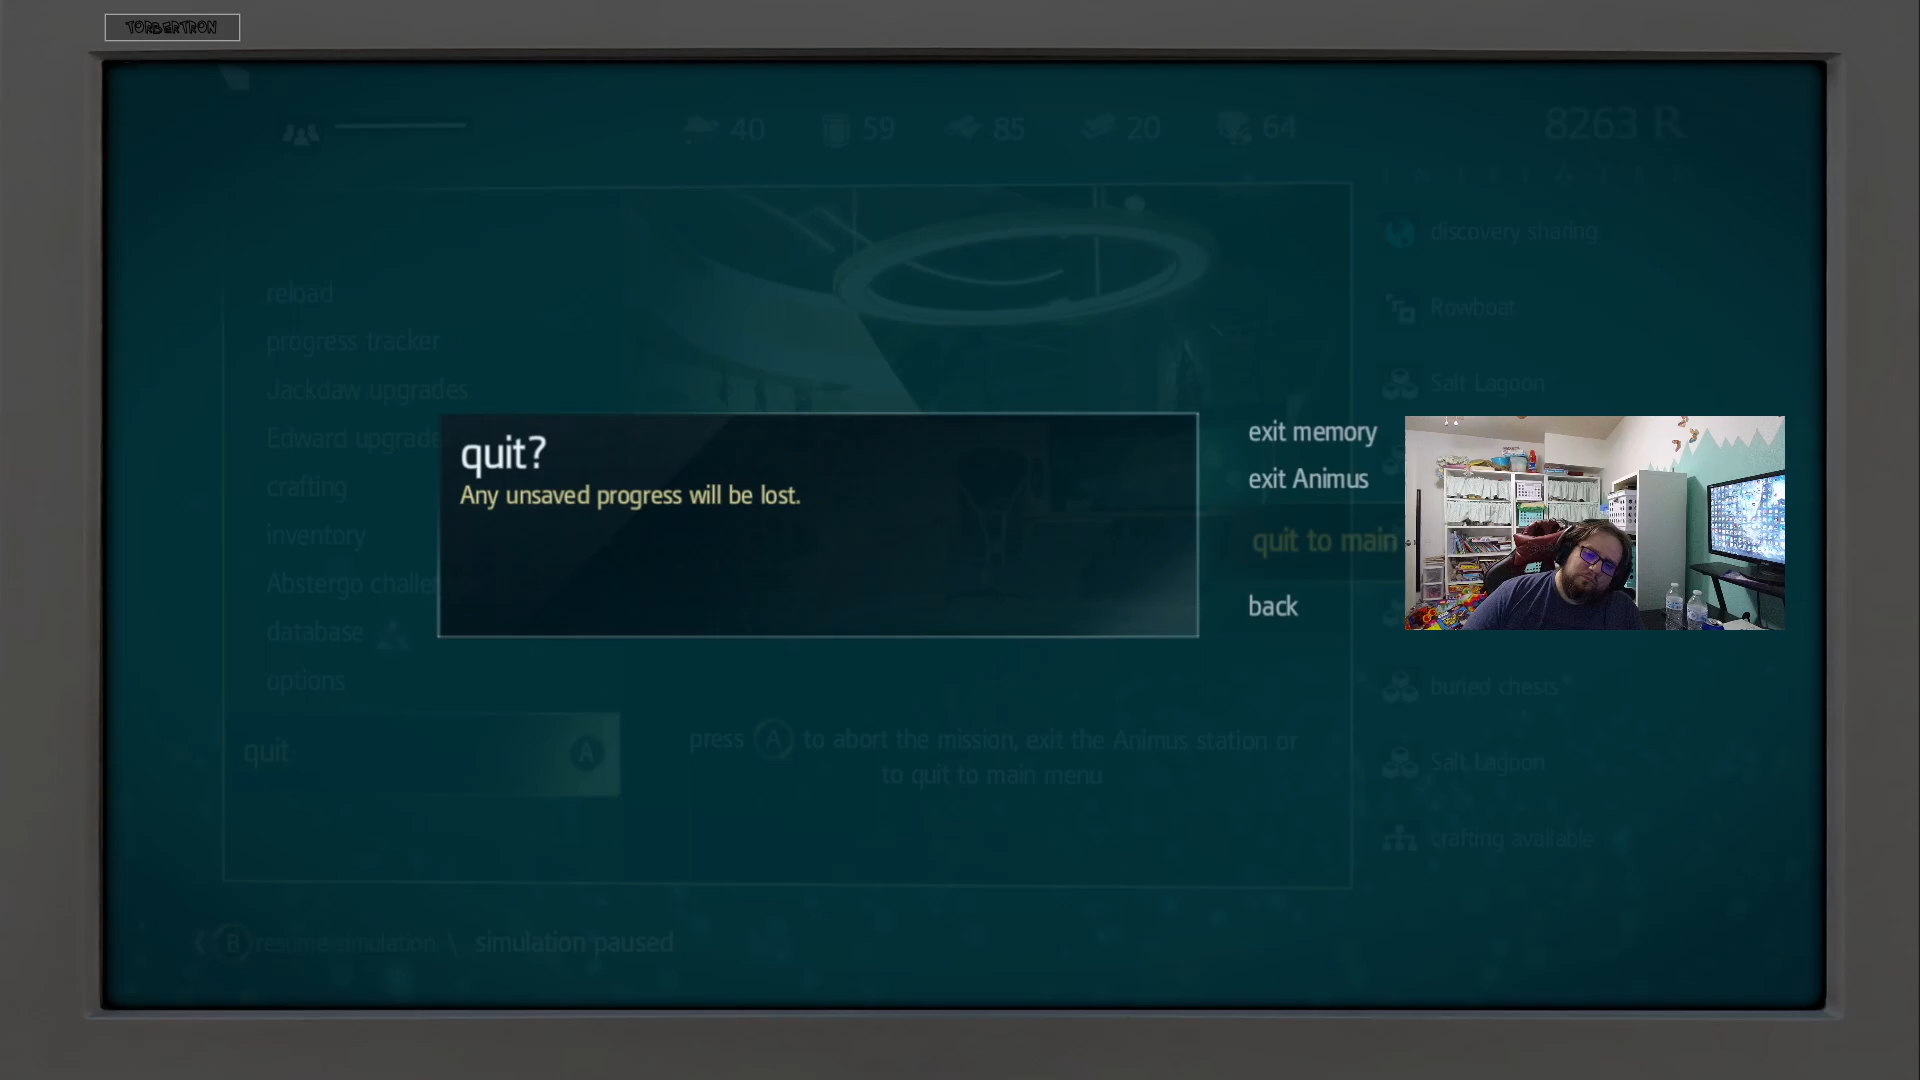 TORBERTRON
40 59 85 20 64 8263 R
discovery sharing
reload
Rowboat
progress tracker
Jackdaw upgrades
Salt Lagoon
Edward upgrade
quit?
Any unsaved progress will be lost.
exit memory
exit Animus
quit to main
back
crafting
inventory
Abstergo challe
database
options
buried chests
quit A
press A to abort the mission, exit the Animus station or
to quit to main menu
Salt Lagoon
crafting available
B resume simulation \ simulation paused